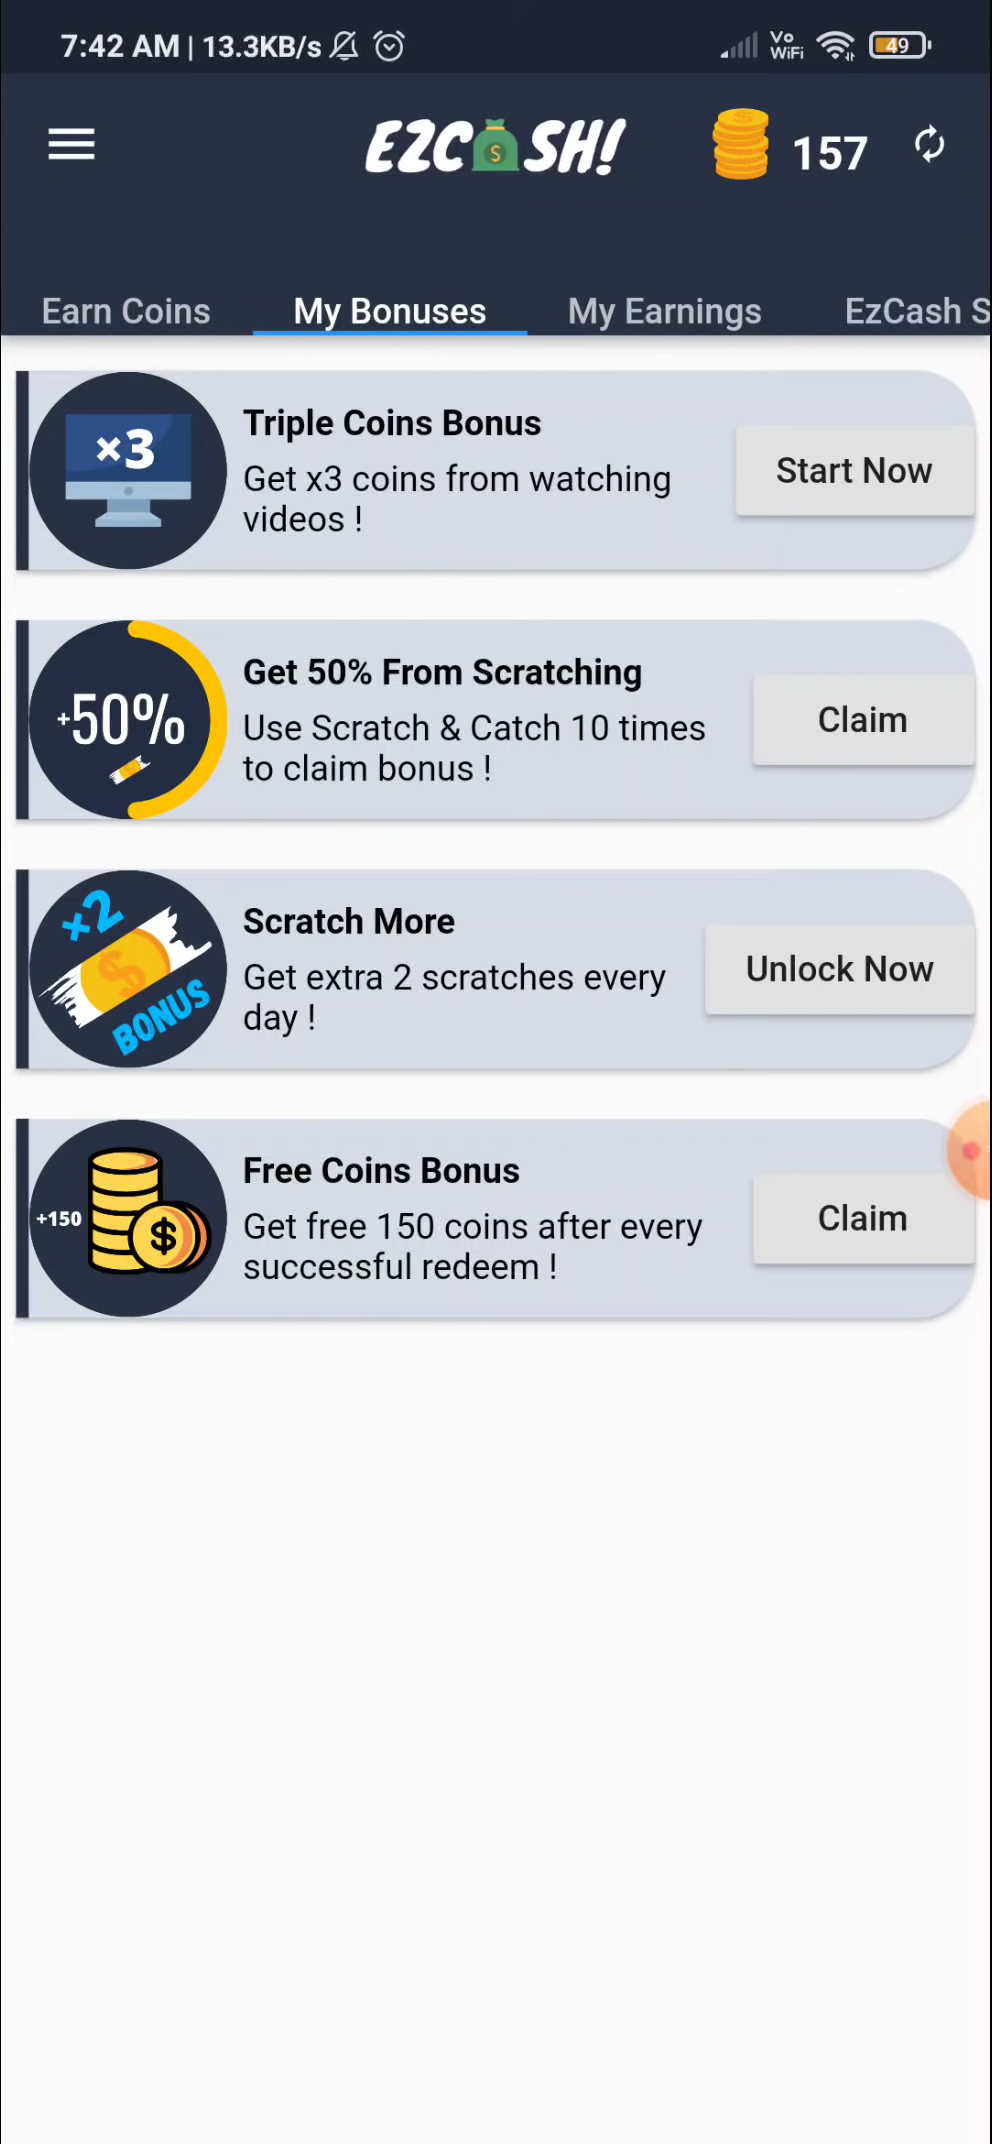 7:42 AM | 13.3KB/s
Vo
WiFi
49
EZC$SH!
157
Earn Coins
My Bonuses
My Earnings
EzCash S
×3
Triple Coins Bonus
Get x3 coins from watching
videos !
Start Now
+50%
Get 50% From Scratching
Use Scratch & Catch 10 times
to claim bonus !
Claim
×2
$
BONUS
Scratch More
Get extra 2 scratches every
day !
Unlock Now
+150
$
Free Coins Bonus
Get free 150 coins after every
successful redeem !
Claim